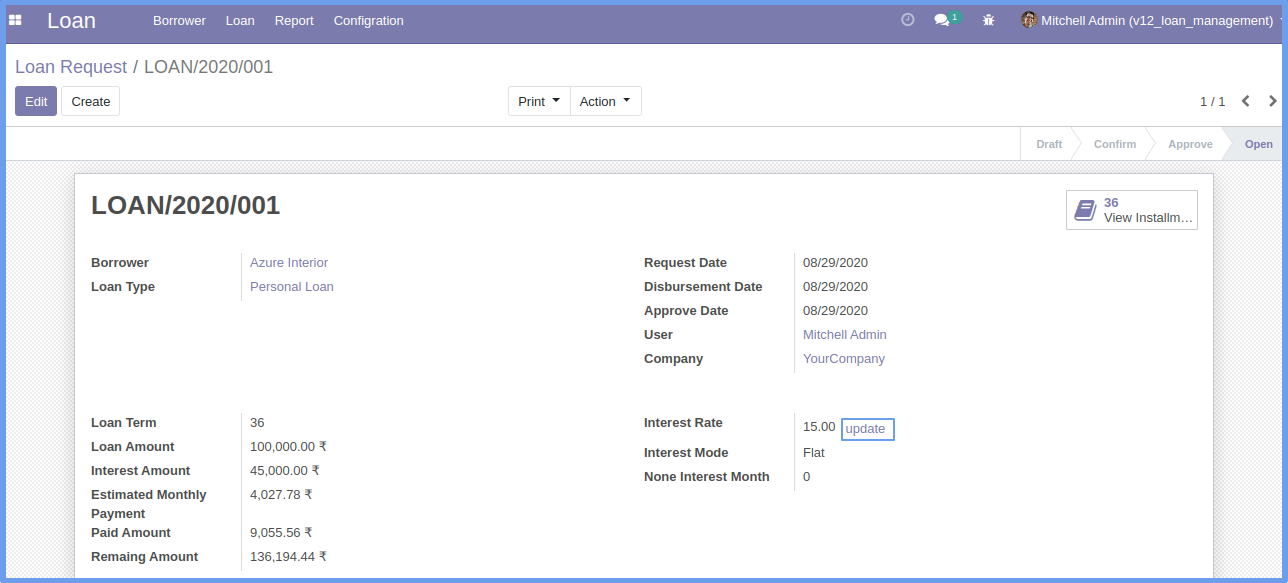 Loan Borrower Loan Report Configration 1 Mitchell Admin (v12_loan_management)
Loan Request / LOAN/2020/001
Edit Create Print Action 1 / 1
Draft Confirm Approve Open
LOAN/2020/001
36
View Installm...
Borrower Azure Interior
Loan Type Personal Loan
Request Date 08/29/2020
Disbursement Date 08/29/2020
Approve Date 08/29/2020
User Mitchell Admin
Company YourCompany
Loan Term 36
Loan Amount 100,000.00 ₹
Interest Amount 45,000.00 ₹
Estimated Monthly Payment 4,027.78 ₹
Paid Amount 9,055.56 ₹
Remaing Amount 136,194.44 ₹
Interest Rate 15.00 update
Interest Mode Flat
None Interest Month 0